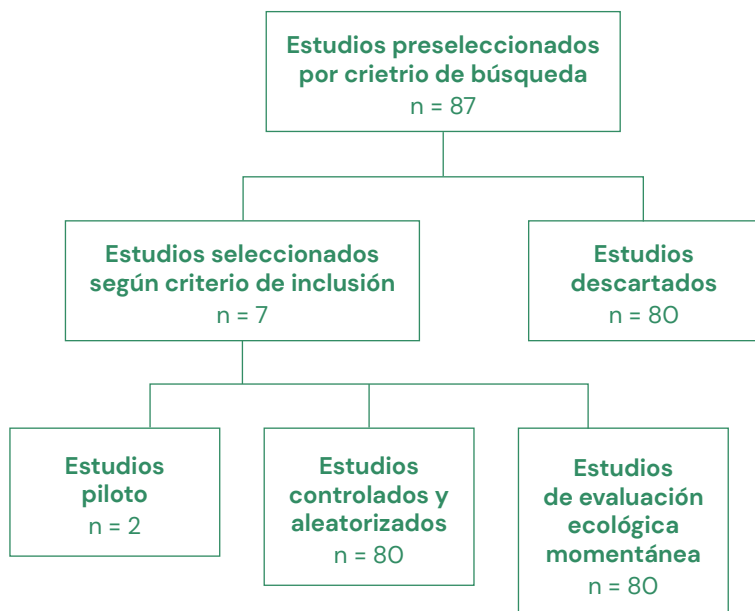 Estudios preseleccionados
por crietrio de búsqueda
n = 87
Estudios seleccionados
según criterio de inclusión
n = 7
Estudios
descartados
n = 80
Estudios
piloto
n = 2
Estudios
controlados y
aleatorizados
n = 80
Estudios
de evaluación
ecológica
momentánea
n = 80